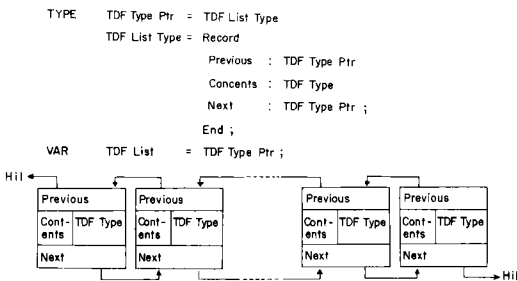 TYPE TDF Type Ptr = TDF List Type
TDF List Type = Record
Previous : TDF Type Ptr
Concents : TDF Type
Next : TDF Type Ptr ;
End ;
VAR TDF List = TDF Type Ptr ;
Hil
Previous Previous Previous Previous
Cont- TDF Type Cont- TDF Type Cont- TDF Type Cont- TDF Type
ents ents ents ents
Next Next Next Next
Hil